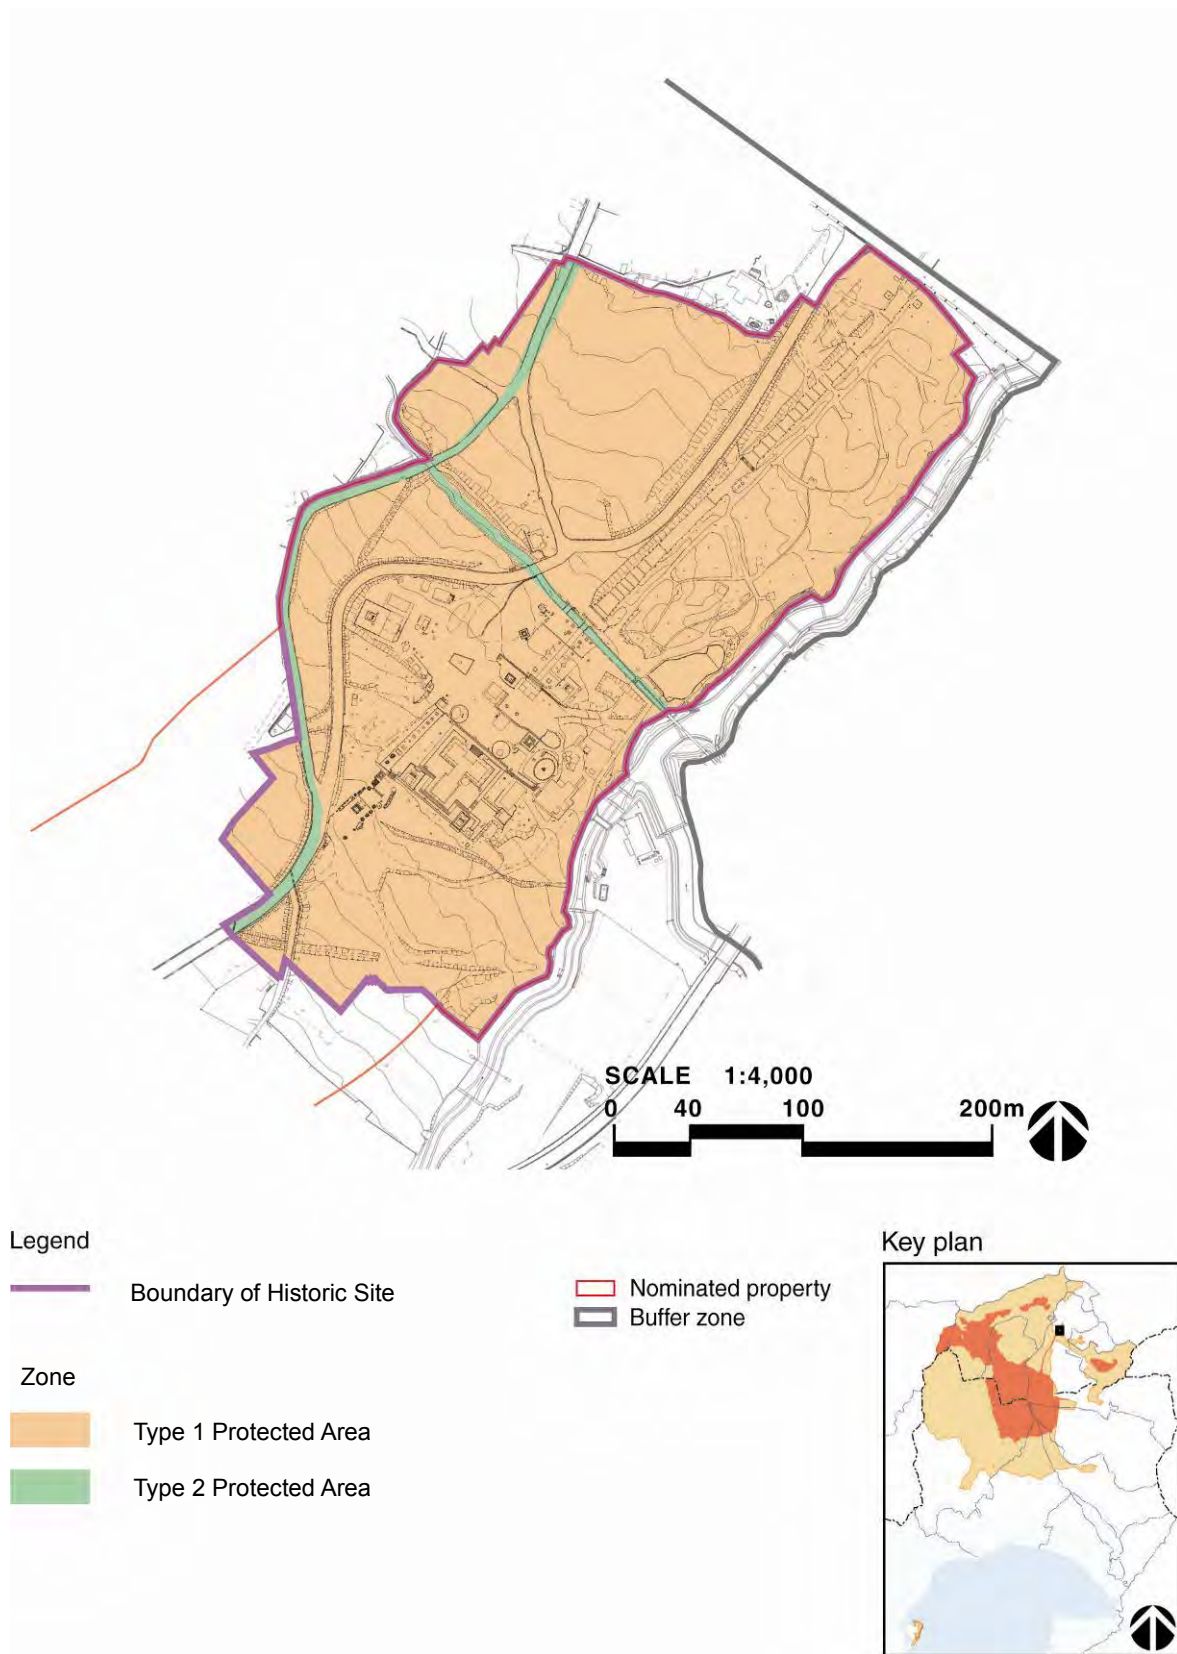 SCALE 1:4,000
0 40 100 200m
Legend
Boundary of Historic Site
Zone
Type 1 Protected Area
Type 2 Protected Area
Nominated property
Buffer zone
Key plan